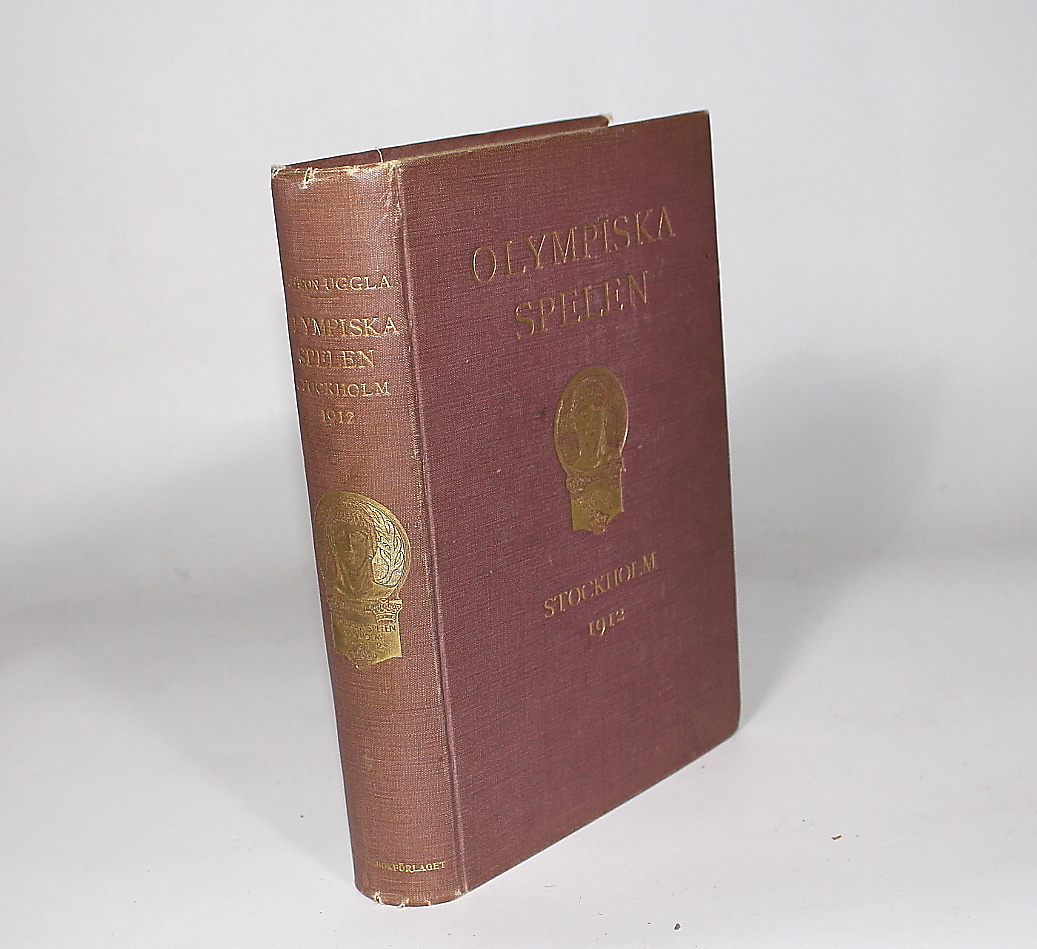 UGGLA
OLYMPISKA
SPELEN
STOCKHOLM
1912
OLYMPISKA
SPELEN
STOCKHOLM
1912